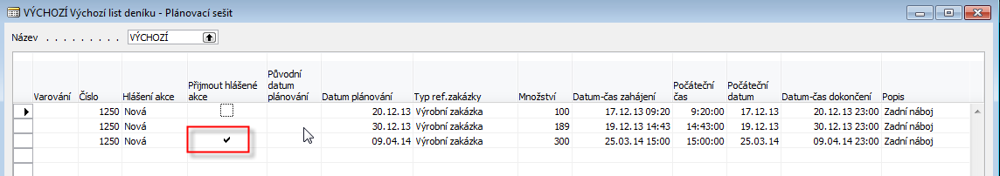 VÝCHOZÍ Výchozí list deníku - Plánovací sešit
Název . . . . . . . . . VÝCHOZÍ
Varování Číslo Hlášení akce Přijmout hlášené akce Původní datum plánování Datum plánování Typ ref.zakázky Množství Datum-čas zahájení Počáteční čas Počáteční datum Datum-čas dokončení Popis
1250 Nová 20.12.13 Výrobní zakázka 100 17.12.13 09:20 9:20:00 17.12.13 20.12.13 23:00 Zadní náboj
1250 Nová 30.12.13 Výrobní zakázka 189 19.12.13 14:43 14:43:00 19.12.13 30.12.13 23:00 Zadní náboj
1250 Nová 09.04.14 Výrobní zakázka 300 25.03.14 15:00 15:00:00 25.03.14 09.04.14 23:00 Zadní náboj